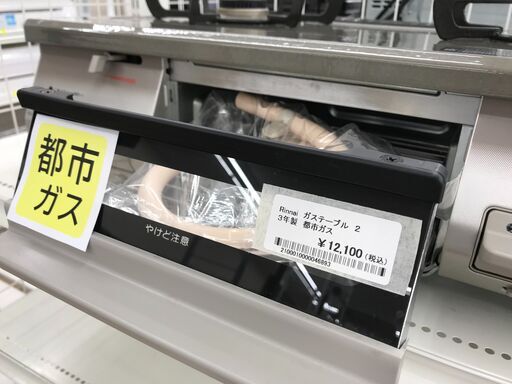 都市
ガス
やけど注意
Rinnai ガステーブル 2
3年製 都市ガス
¥12,100(税込)
2100010000046893